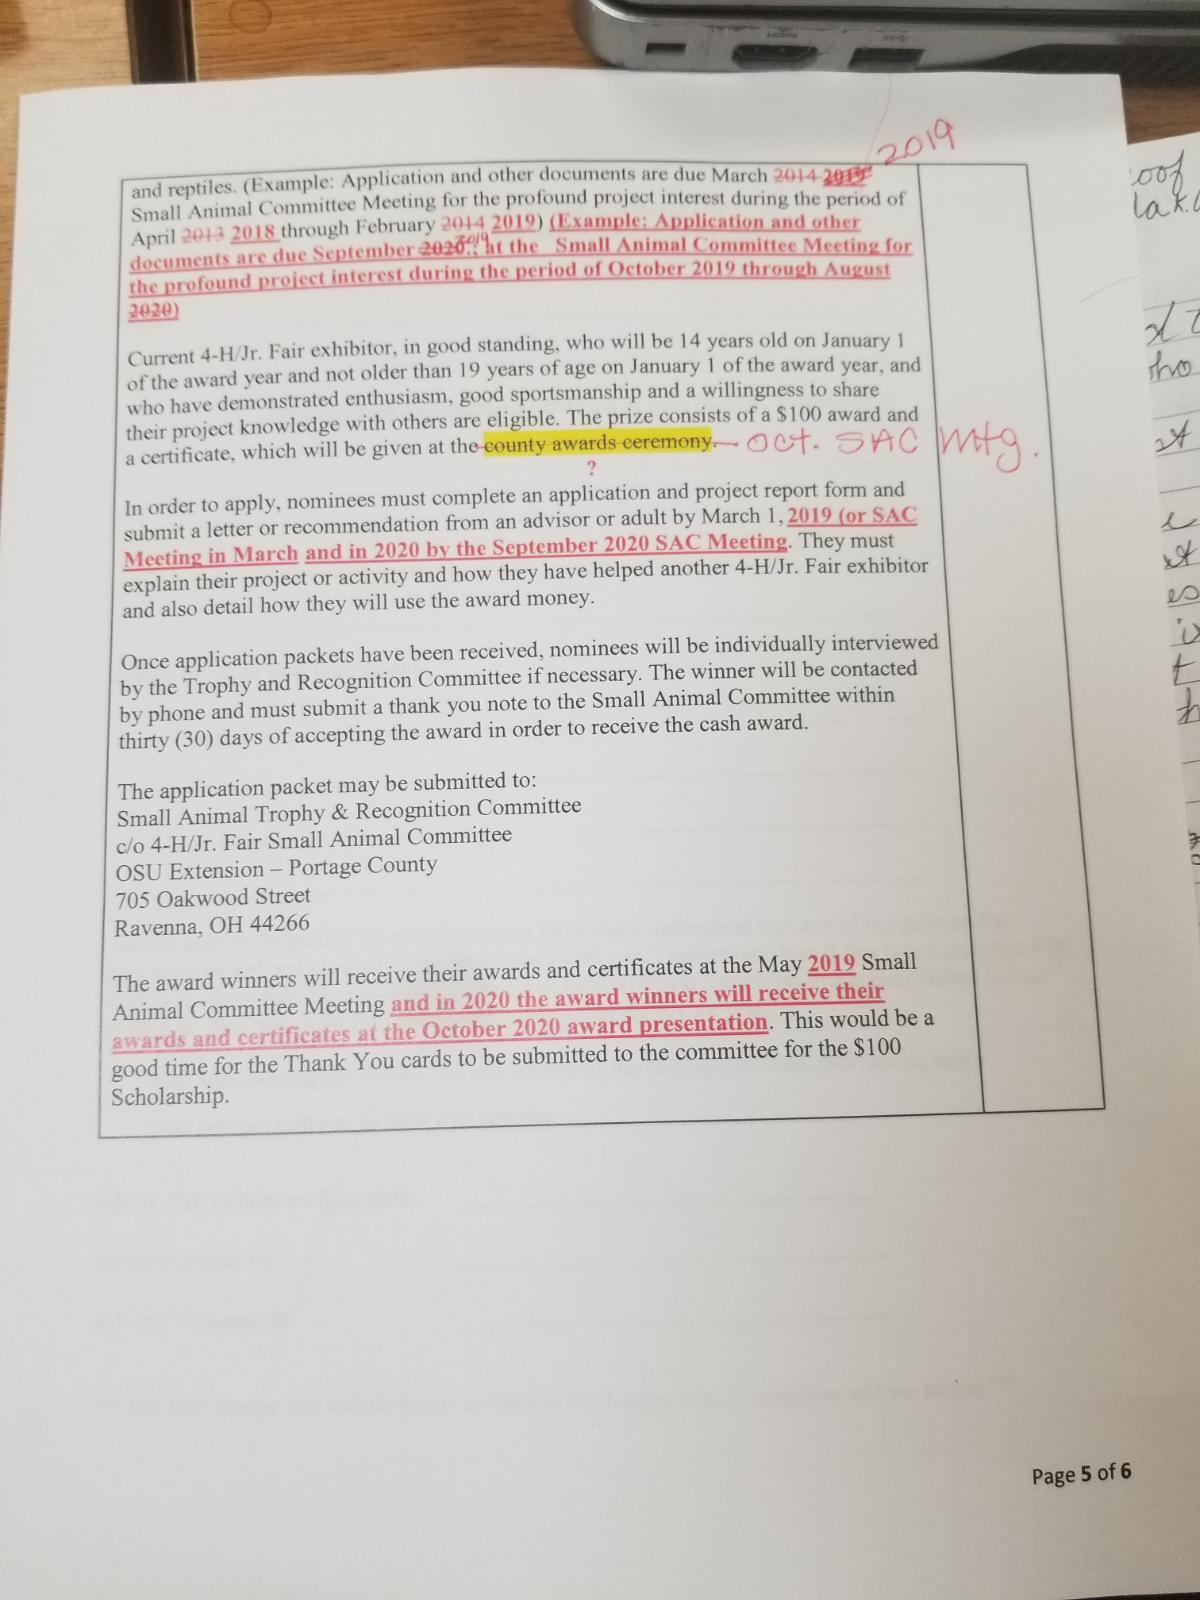 2019
and reptiles. (Example: Application and other documents are due March 2014
Small Animal Committee Meeting for the profound project interest during the period of
April 2013 2018 through February 2014 2019) (Example: Application and other
documents are due September 2020 2019 at the Small Animal Committee Meeting for
the profound project interest during the period of October 2019 through August
2020)
Current 4-H/Jr. Fair exhibitor, in good standing, who will be 14 years old on January 1
of the award year and not older than 19 years of age on January 1 of the award year, and
who have demonstrated enthusiasm, good sportsmanship and a willingness to share
their project knowledge with others are eligible. The prize consists of a $100 award and
a certificate, which will be given at the county awards ceremony. OCT. SAC Mtg.
?
In order to apply, nominees must complete an application and project report form and
submit a letter or recommendation from an advisor or adult by March 1, 2019 (or SAC
Meeting in March and in 2020 by the September 2020 SAC Meeting. They must
explain their project or activity and how they have helped another 4-H/Jr. Fair exhibitor
and also detail how they will use the award money.
Once application packets have been received, nominees will be individually interviewed
by the Trophy and Recognition Committee if necessary. The winner will be contacted
by phone and must submit a thank you note to the Small Animal Committee within
thirty (30) days of accepting the award in order to receive the cash award.
The application packet may be submitted to:
Small Animal Trophy & Recognition Committee
c/o 4-H/Jr. Fair Small Animal Committee
OSU Extension – Portage County
705 Oakwood Street
Ravenna, OH 44266
The award winners will receive their awards and certificates at the May 2019 Small
Animal Committee Meeting and in 2020 the award winners will receive their
awards and certificates at the October 2020 award presentation. This would be a
good time for the Thank You cards to be submitted to the committee for the $100
Scholarship.
Page 5 of 6